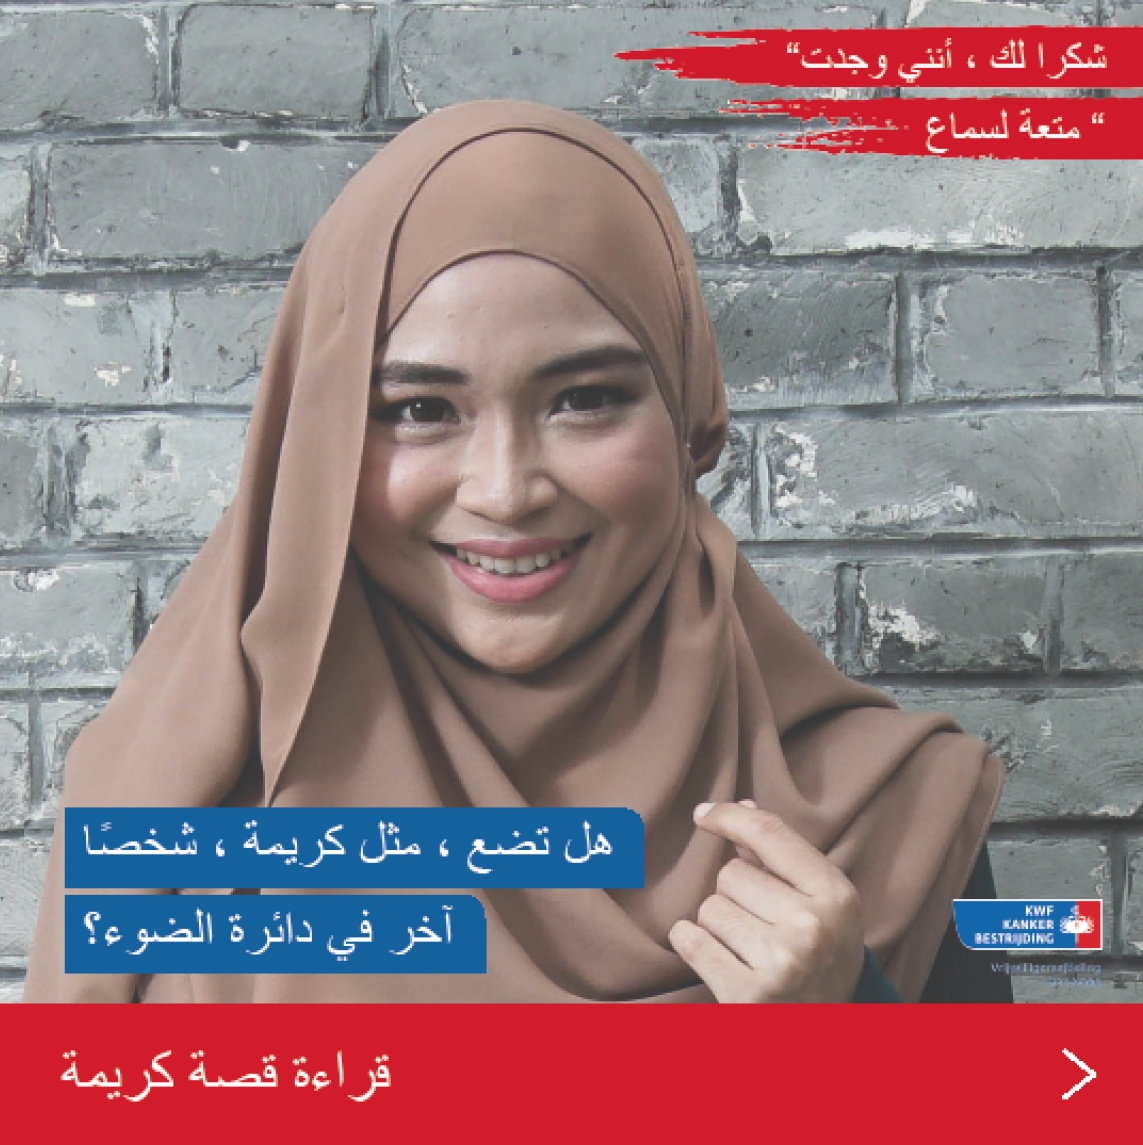 شكرا لك ، أنني وجدت“
متعة لسماع “
هل تضع ، مثل كريمة ، شخصًا
آخر في دائرة الضوء؟
KWF
KANKER
BESTRIJDING
قراءة قصة كريمة